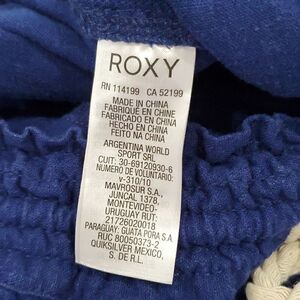 ROXY
RN 114199 CA 52199
MADE IN CHINA
FABRIQUÉ EN CHINE
FABRICADO EN CHINA
HECHO EN CHINA
FEITO NA CHINA
ARGENTINA WORLD
SPORT SRL
CUIT: 30-69120930-6
NUMERO DE VOLUNTARIO:
v-310/10
MAVROSUR S.A.,
JUNCAL 1378,
MONTEVIDEO-
URUGUAY RUT:
21726020018
PARAGUAY: GUATA PORA S.A
RUC 80050373-2
QUIKSILVER MEXICO,
S. DE R.L.